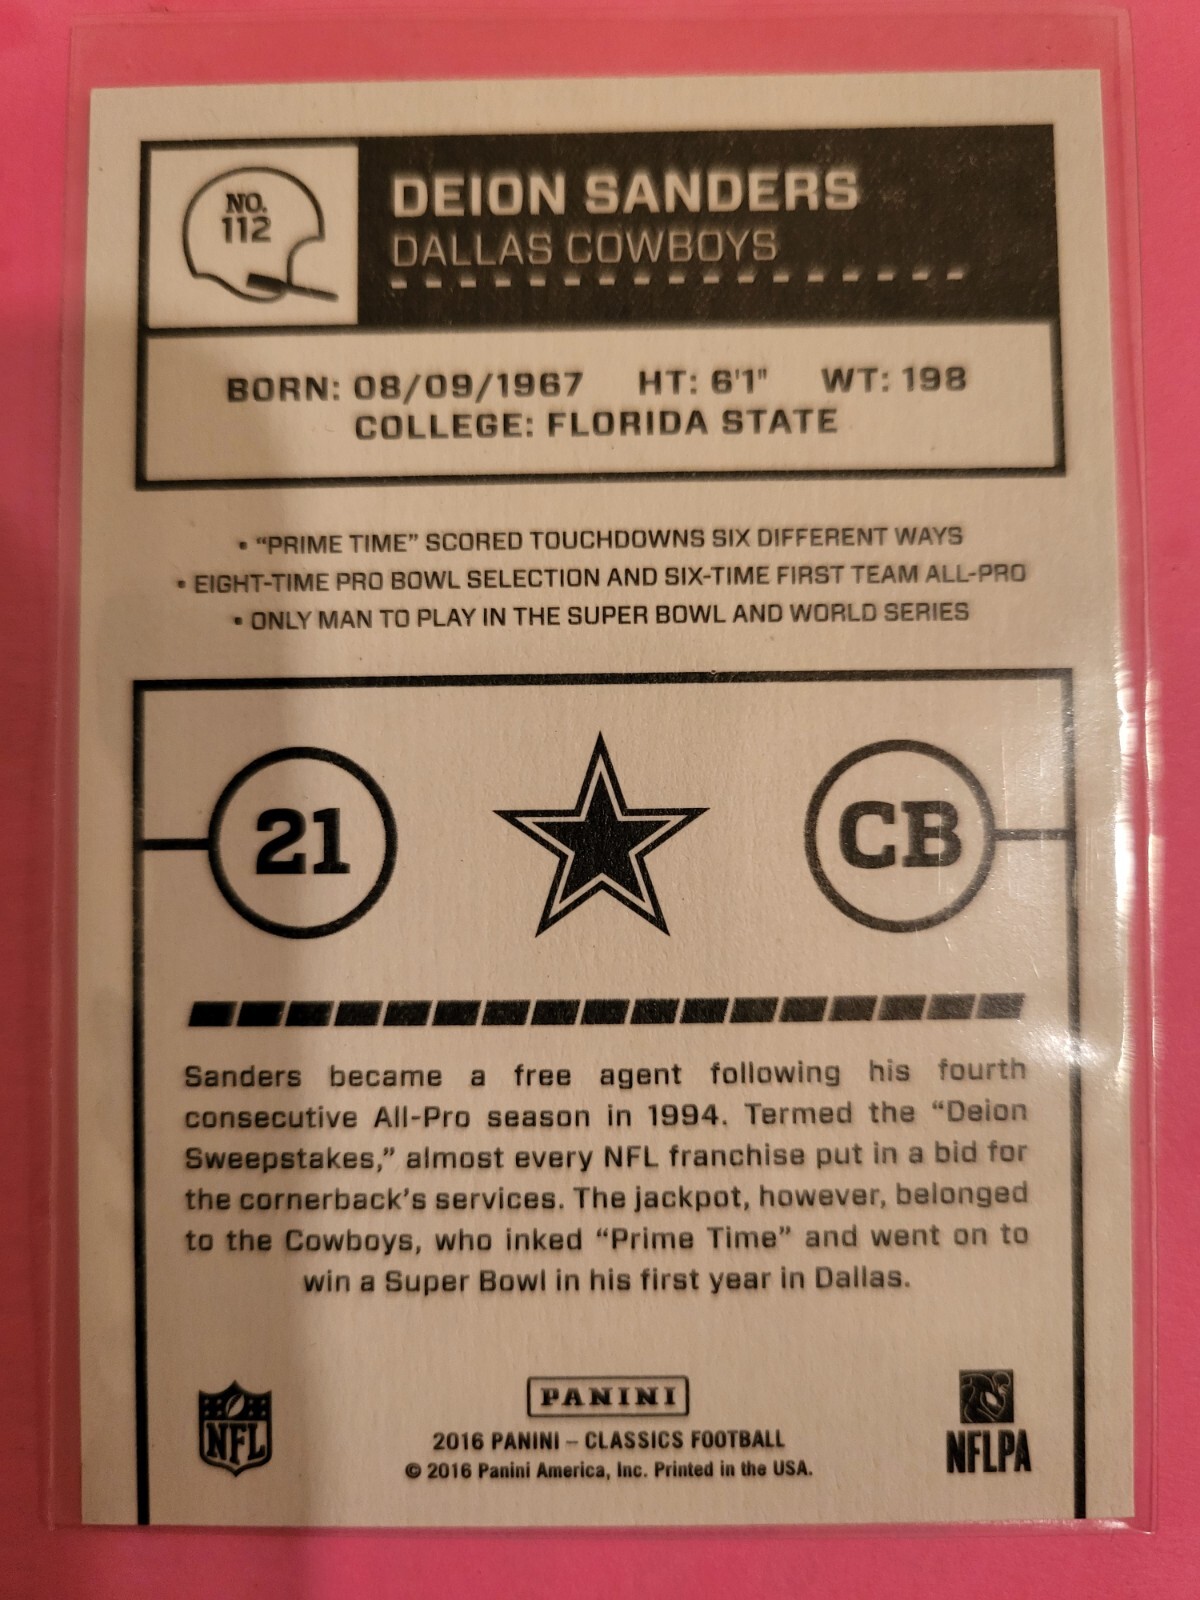 NO.
112
DEION SANDERS
DALLAS COWBOYS
BORN: 08/09/1967 HT: 6'1" WT: 198
COLLEGE: FLORIDA STATE
• “PRIME TIME” SCORED TOUCHDOWNS SIX DIFFERENT WAYS
• EIGHT-TIME PRO BOWL SELECTION AND SIX-TIME FIRST TEAM ALL-PRO
• ONLY MAN TO PLAY IN THE SUPER BOWL AND WORLD SERIES
21
CB
Sanders became a free agent following his fourth
consecutive All-Pro season in 1994. Termed the “Deion
Sweepstakes,” almost every NFL franchise put in a bid for
the cornerback’s services. The jackpot, however, belonged
to the Cowboys, who inked “Prime Time” and went on to
win a Super Bowl in his first year in Dallas.
NFL
PANINI
2016 PANINI – CLASSICS FOOTBALL
© 2016 Panini America, Inc. Printed in the USA.
NFLPA